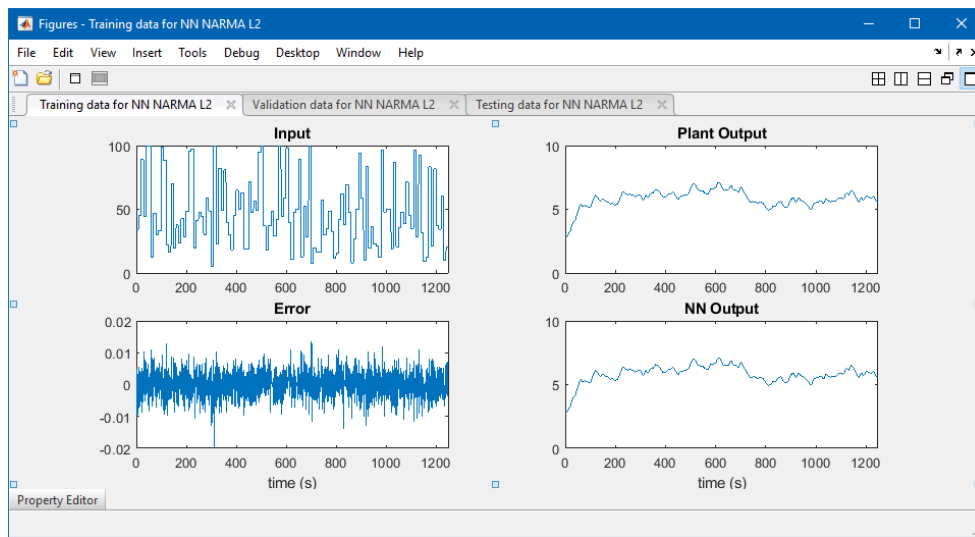 Figures - Training data for NN NARMA L2
File Edit View Insert Tools Debug Desktop Window Help
Training data for NN NARMA L2 Validation data for NN NARMA L2 Testing data for NN NARMA L2
Input
100
50
0
0 200 400 600 800 1000 1200
Plant Output
10
5
0
0 200 400 600 800 1000 1200
Error
0.02
0.01
0
-0.01
-0.02
0 200 400 600 800 1000 1200
time (s)
NN Output
10
5
0
0 200 400 600 800 1000 1200
time (s)
Property Editor